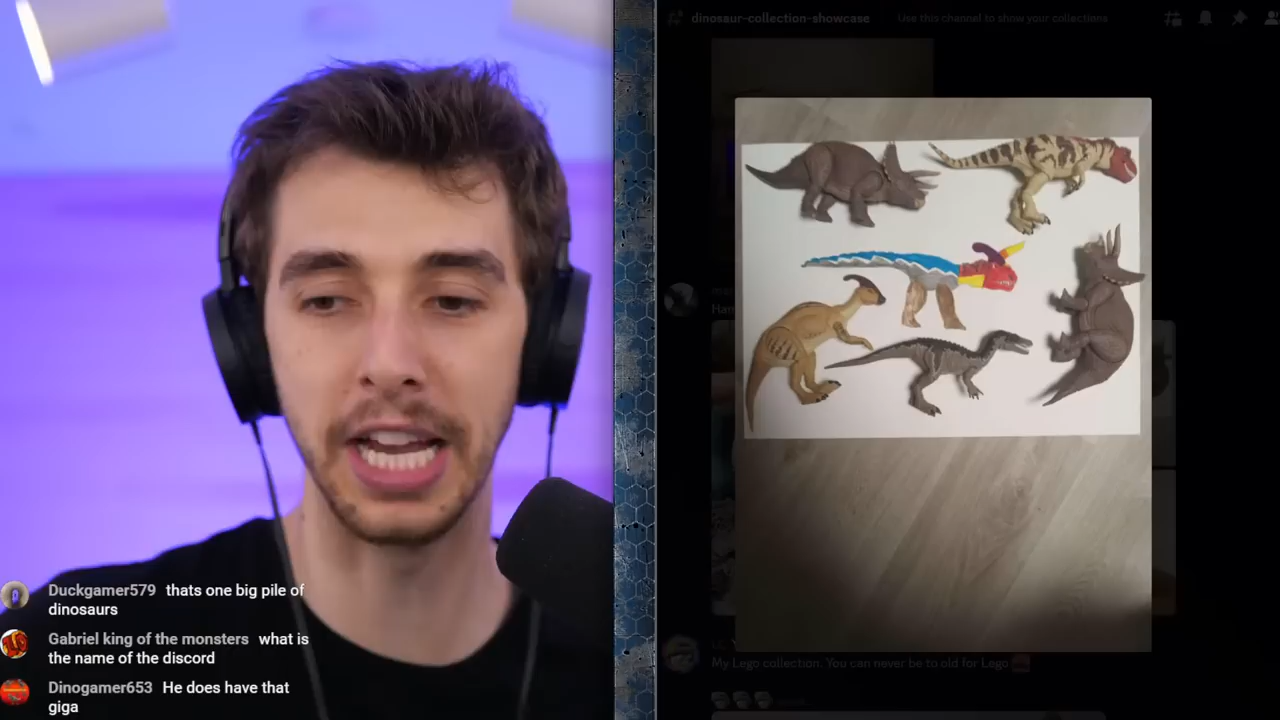 dinosaur-collection-showcase
Use this channel to show your collections
Duckgamer579 thats one big pile of
dinosaurs
Gabriel king of the monsters what is
the name of the discord
Dinogamer653 He does have that
giga
My Lego collection. You can never be to old for Lego